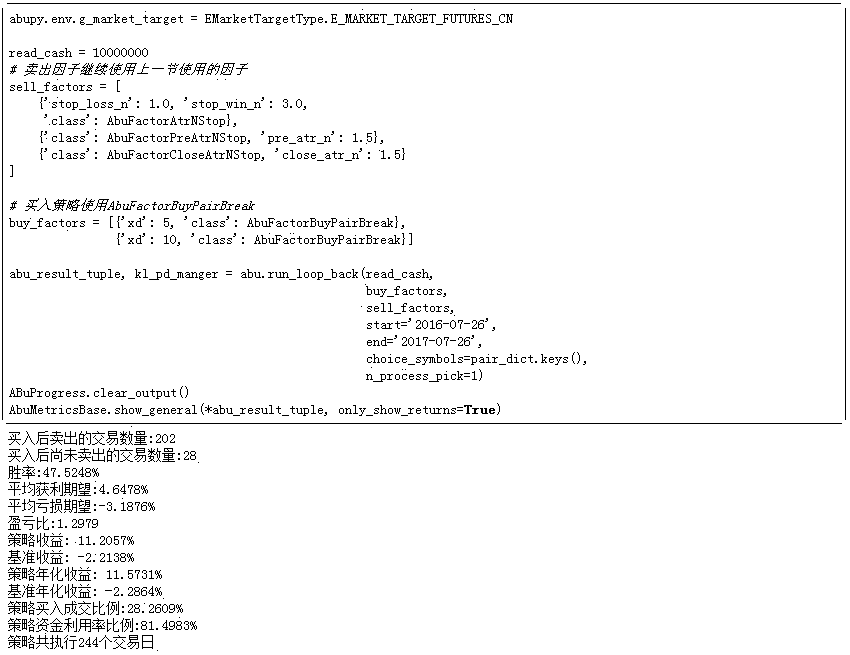 abupy.env.g_market_target = EMarketTargetType.E_MARKET_TARGET_FUTURES_CN
read_cash = 10000000
# 卖出因子继续使用上一节使用的因子
sell_factors = [
    {'stop_loss_n': 1.0, 'stop_win_n': 3.0,
     'class': AbuFactorAtrNStop},
    {'class': AbuFactorPreAtrNStop, 'pre_atr_n': 1.5},
    {'class': AbuFactorCloseAtrNStop, 'close_atr_n': 1.5}
]
# 买入策略使用AbuFactorBuyPairBreak
buy_factors = [{'xd': 5, 'class': AbuFactorBuyPairBreak},
               {'xd': 10, 'class': AbuFactorBuyPairBreak}]
abu_result_tuple, kl_pd_manger = abu.run_loop_back(read_cash,
                                                   buy_factors,
                                                   sell_factors,
                                                   start='2016-07-26',
                                                   end='2017-07-26',
                                                   choice_symbols=pair_dict.keys(),
                                                   n_process_pick=1)
ABuProgress.clear_output()
AbuMetricsBase.show_general(*abu_result_tuple, only_show_returns=True)
买入后卖出的交易数量:202
买入后尚未卖出的交易数量:28
胜率:47.5248%
平均获利期望:4.6478%
平均亏损期望:-3.1876%
盈亏比:1.2979
策略收益: 11.2057%
基准收益: -2.2138%
策略年化收益: 11.5731%
基准年化收益: -2.2864%
策略买入成交比例:28.2609%
策略资金利用率比例:81.4983%
策略共执行244个交易日